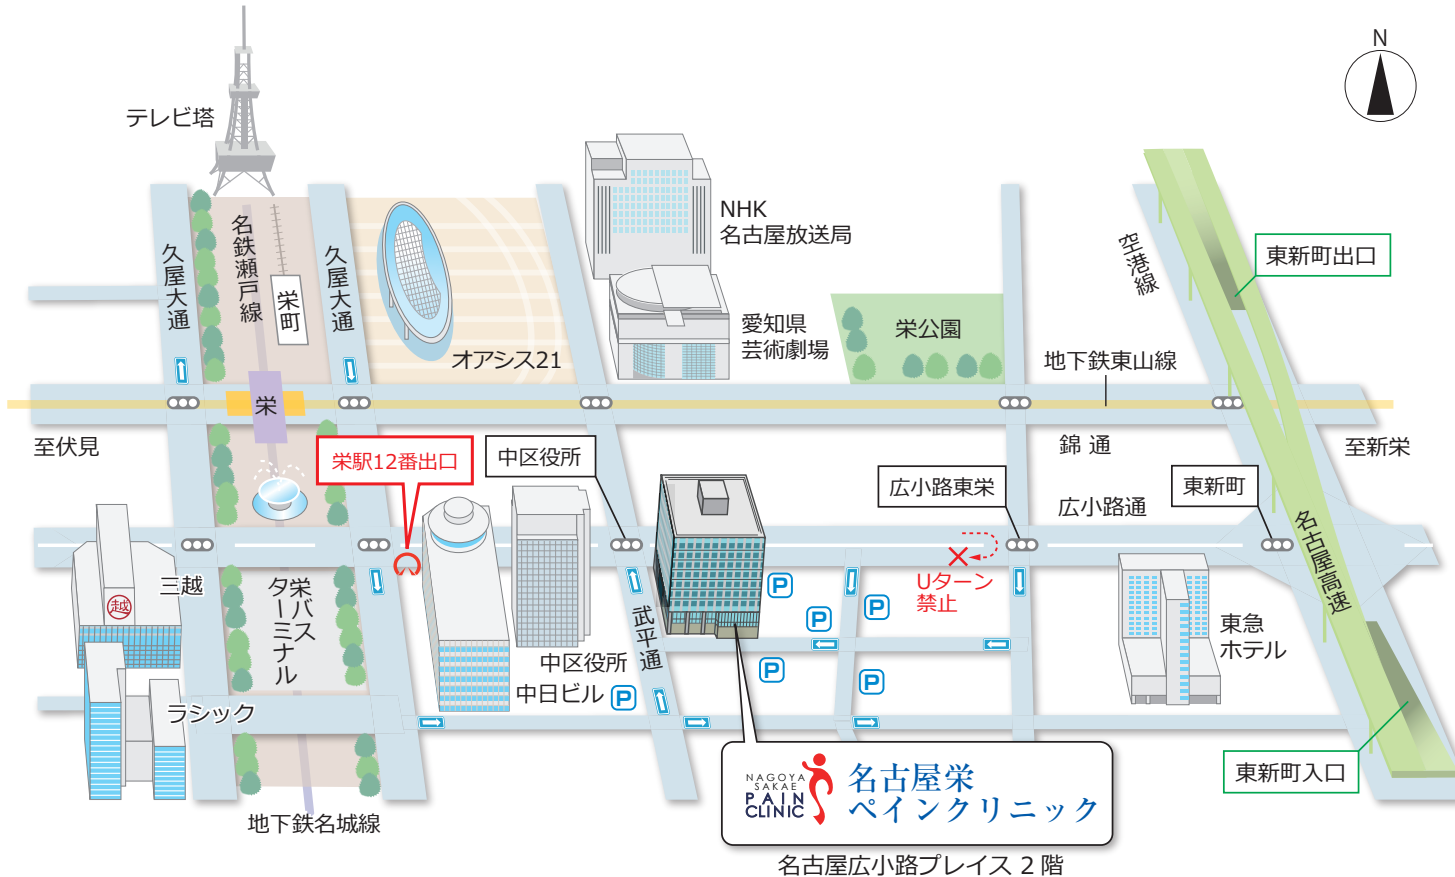 N
テレビ塔
NHK
名古屋放送局
久屋大通
名鉄瀬戸線
栄町
久屋大通
空港線
東新町出口
オアシス21
愛知県
芸術劇場
栄公園
地下鉄東山線
栄
至伏見
錦 通
至新栄
栄駅12番出口
中区役所
広小路東栄
東新町
広小路通
名古屋高速
三越
越
栄バス
ターミナル
Uターン
禁止
P
P
P
P
P
P
武平通
中区役所
中日ビル
東急
ホテル
ラシック
東新町入口
NAGOYA
SAKAE
PAIN
CLINIC
名古屋栄
ペインクリニック
地下鉄名城線
名古屋広小路プレイス 2 階